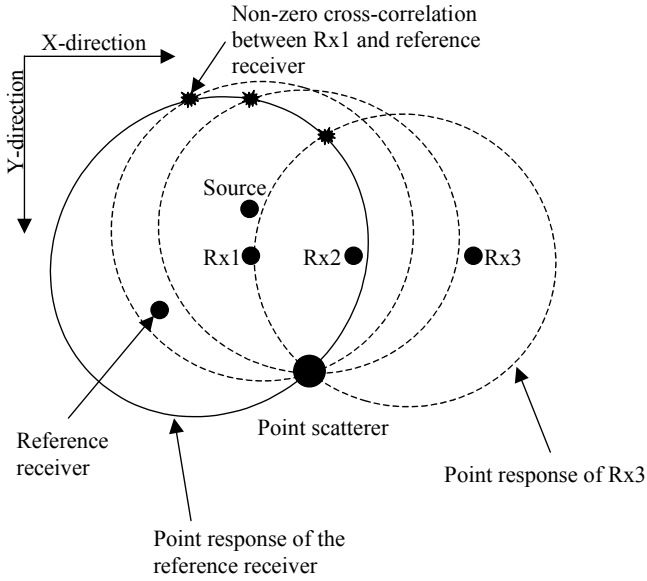 Non-zero cross-correlation
between Rx1 and reference
receiver
X-direction
Y-direction
Source
Rx1
Rx2
Rx3
Reference
receiver
Point scatterer
Point response of Rx3
Point response of the
reference receiver